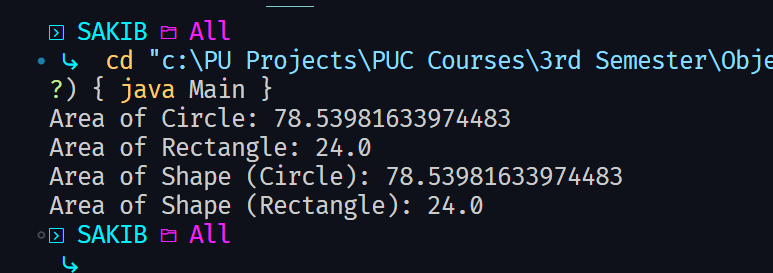 SAKIB All
cd "c:\PU Projects\PUC Courses\3rd Semester\Obje
?) { java Main }
Area of Circle: 78.53981633974483
Area of Rectangle: 24.0
Area of Shape (Circle): 78.53981633974483
Area of Shape (Rectangle): 24.0
SAKIB All